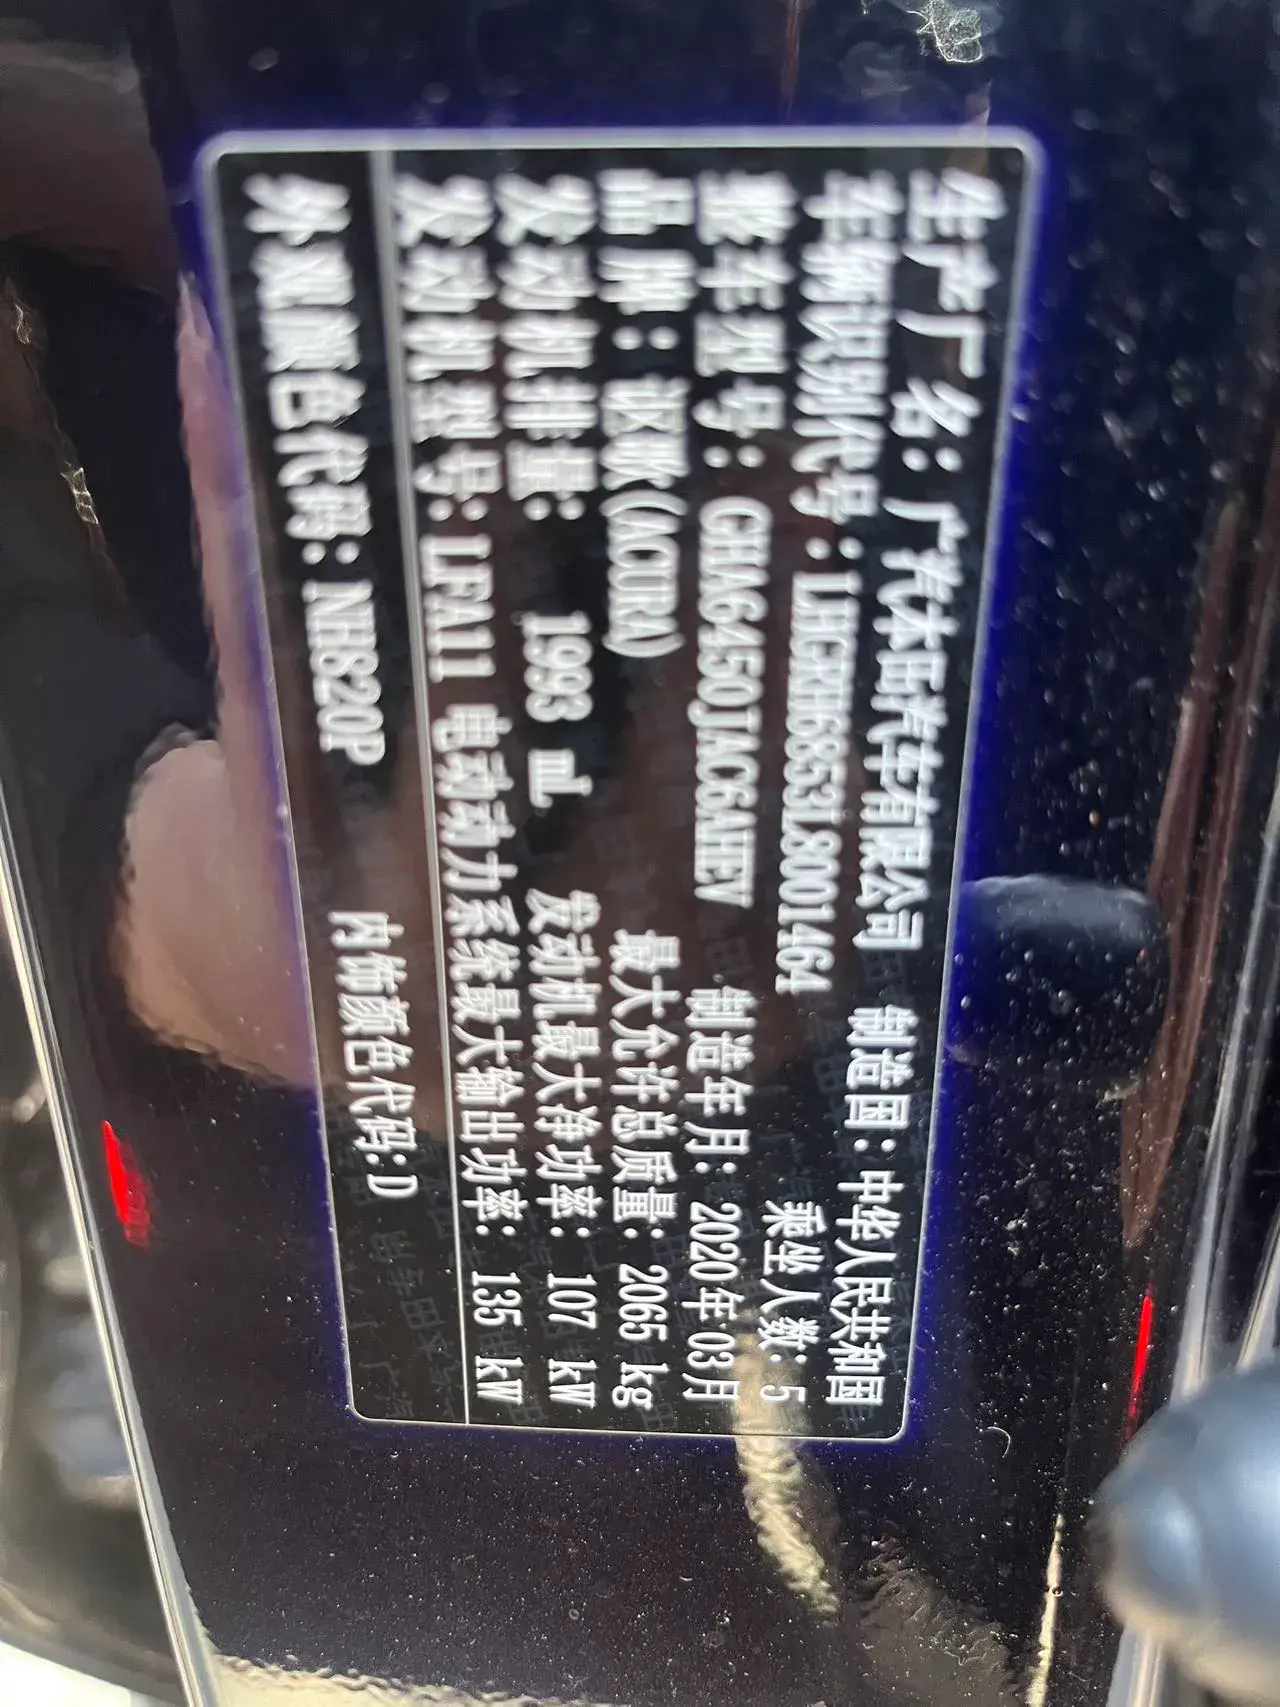 生产厂名：广汽本田汽车有限公司 制造国：中华人民共和国
车辆识别代号：LHGRH6853L8001464 乘坐人数：5
整车型号：GHA6450JAC6AHEV 制造年月：2020年03月
品牌：讴歌(ACURA) 最大允许总质量：2065 kg
发动机排量：1993 mL 发动机最大净功率：107 kW
发动机型号：LFA11 电动动力系统最大输出功率：135 kW
外观颜色代码：NH820P 内饰颜色代码:D